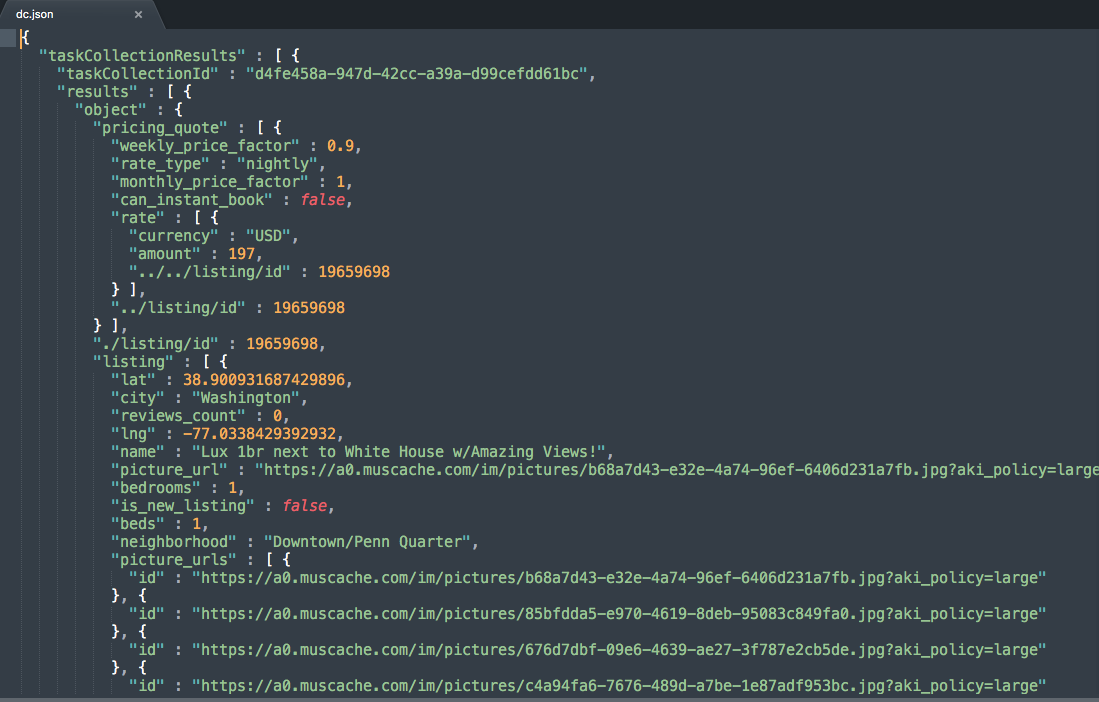 dc.json ×
{
"taskCollectionResults" : [ {
"taskCollectionId" : "d4fe458a-947d-42cc-a39a-d99cefdd61bc",
"results" : [ {
"object" : {
"pricing_quote" : [ {
"weekly_price_factor" : 0.9,
"rate_type" : "nightly",
"monthly_price_factor" : 1,
"can_instant_book" : false,
"rate" : [ {
"currency" : "USD",
"amount" : 197,
"../../listing/id" : 19659698
} ],
"../listing/id" : 19659698
} ],
"./listing/id" : 19659698,
"listing" : [ {
"lat" : 38.900931687429896,
"city" : "Washington",
"reviews_count" : 0,
"lng" : -77.0338429392932,
"name" : "Lux 1br next to White House w/Amazing Views!",
"picture_url" : "https://a0.muscache.com/im/pictures/b68a7d43-e32e-4a74-96ef-6406d231a7fb.jpg?aki_policy=large
"bedrooms" : 1,
"is_new_listing" : false,
"beds" : 1,
"neighborhood" : "Downtown/Penn Quarter",
"picture_urls" : [ {
"id" : "https://a0.muscache.com/im/pictures/b68a7d43-e32e-4a74-96ef-6406d231a7fb.jpg?aki_policy=large"
}, {
"id" : "https://a0.muscache.com/im/pictures/85bfdda5-e970-4619-8deb-95083c849fa0.jpg?aki_policy=large"
}, {
"id" : "https://a0.muscache.com/im/pictures/676d7dbf-09e6-4639-ae27-3f787e2cb5de.jpg?aki_policy=large"
}, {
"id" : "https://a0.muscache.com/im/pictures/c4a94fa6-7676-489d-a7be-1e87adf953bc.jpg?aki_policy=large"